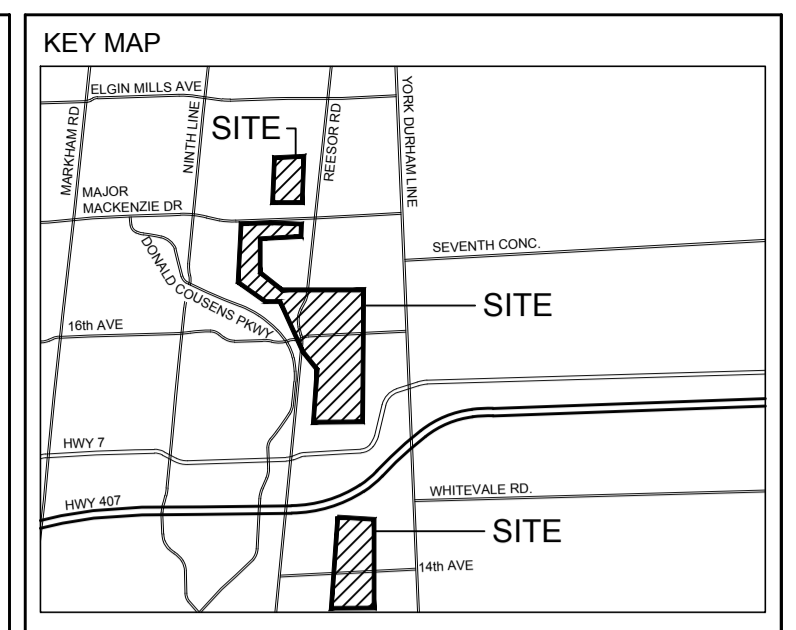 KEY MAP
ELGIN MILLS AVE
MARKHAM RD
NINTH LINE
SITE
REESOR RD
YORK DURHAM LINE
MAJOR
MACKENZIE DR
SEVENTH CONC.
DONALD COUSENS PKWY
SITE
16th AVE
HWY 7
HWY 407
WHITEVALE RD.
SITE
14th AVE